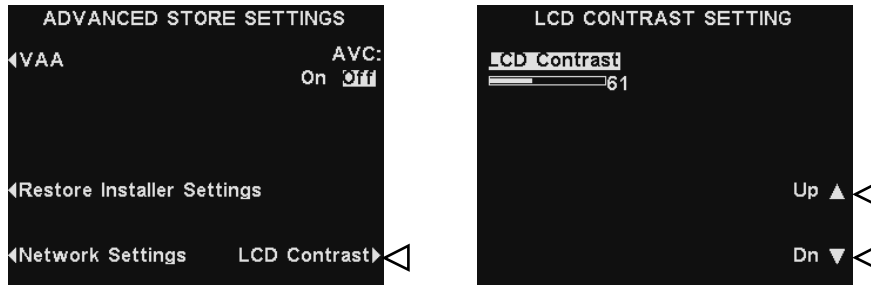 ADVANCED STORE SETTINGS
VAA
AVC:
On Off
Restore Installer Settings
Network Settings LCD Contrast
LCD CONTRAST SETTING
LCD Contrast
61
Up ▲
Dn ▼